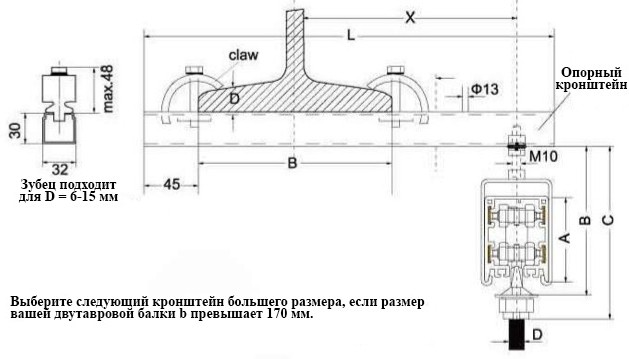 X
L
claw
Опорный
кронштейн
max.48
D
Φ13
30
32
M10
B
45
Зубец подходит
для D = 6-15 мм
A
B
C
D
Выберите следующий кронштейн большего размера, если размер
вашей двутавровой балки b превышает 170 мм.